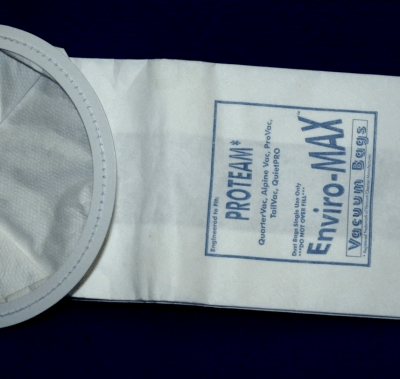 Engineered to Fit:
PROTEAM*
QuarterVac, Alpine Vac, ProVac,
TailVac, QuietPRO
Dust Bags Single Use Only
***DO NOT OVER FILL***
Enviro-MAX™
Vacuum Bags